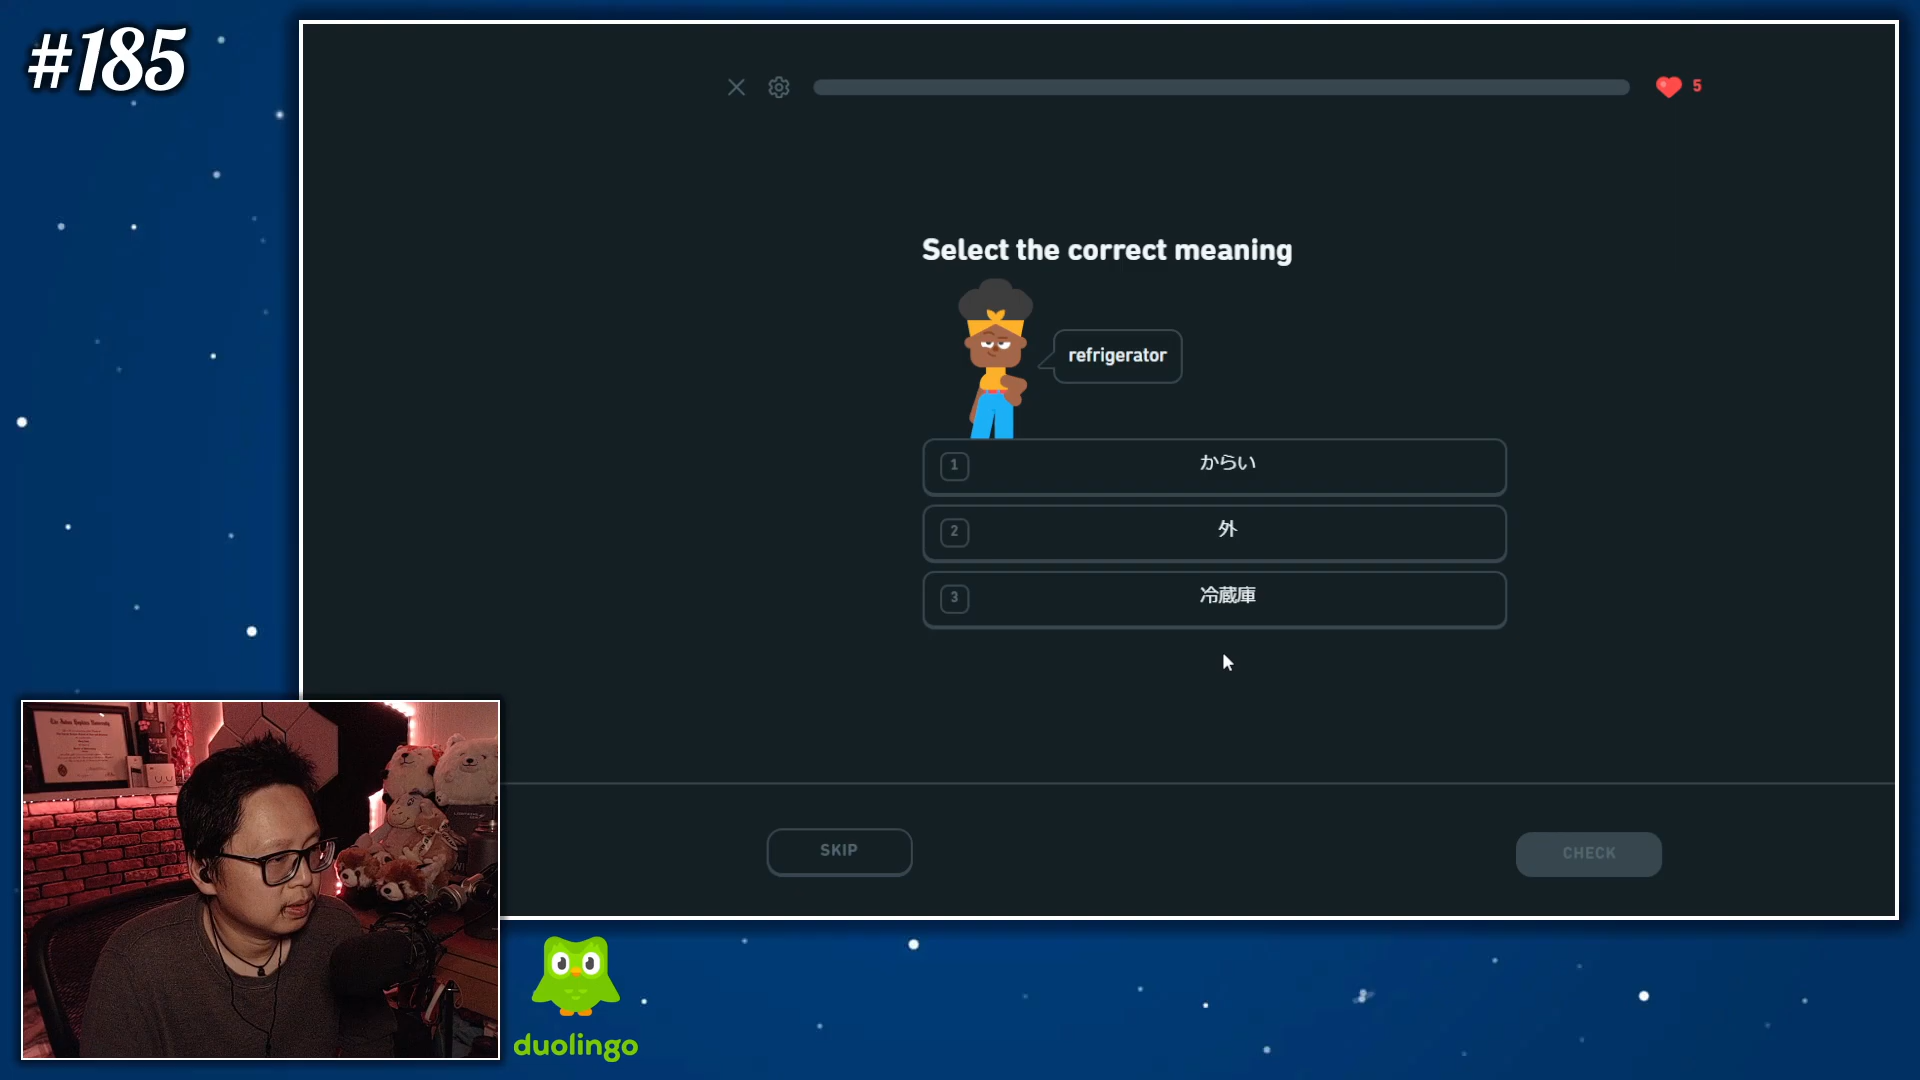 #185
5
Select the correct meaning
refrigerator
1 からい
2 外
3 冷蔵庫
SKIP
CHECK
duolingo